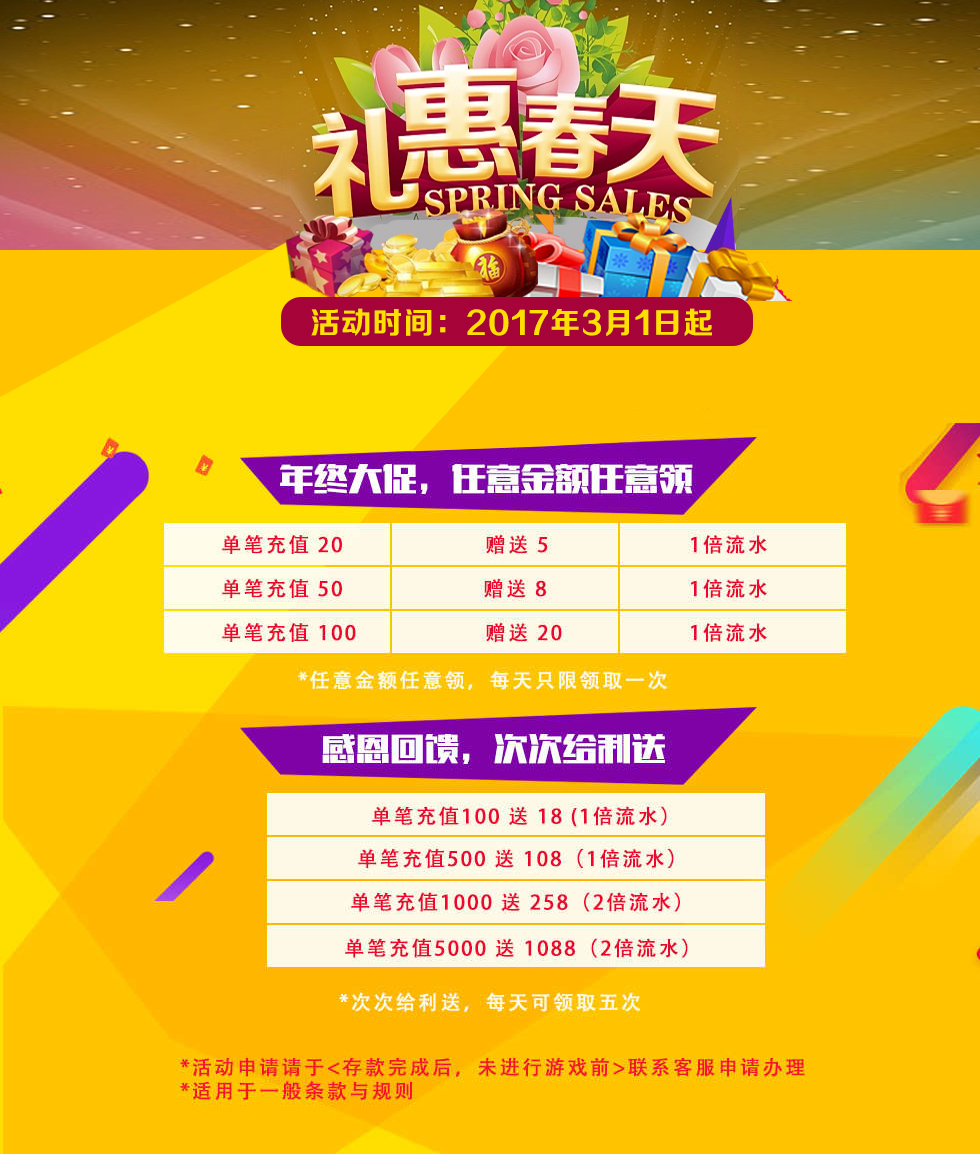 礼惠春天
SPRING SALES
福
活动时间：2017年3月1日起
年终大促，任意金额任意领
单笔充值 20 赠送 5 1倍流水
单笔充值 50 赠送 8 1倍流水
单笔充值 100 赠送 20 1倍流水
*任意金额任意领，每天只限领取一次
感恩回馈，次次给利送
单笔充值100 送 18 (1倍流水）
单笔充值500 送 108（1倍流水）
单笔充值1000 送 258（2倍流水）
单笔充值5000 送 1088（2倍流水）
*次次给利送，每天可领取五次
*活动申请请于<存款完成后，未进行游戏前>联系客服申请办理
*适用于一般条款与规则